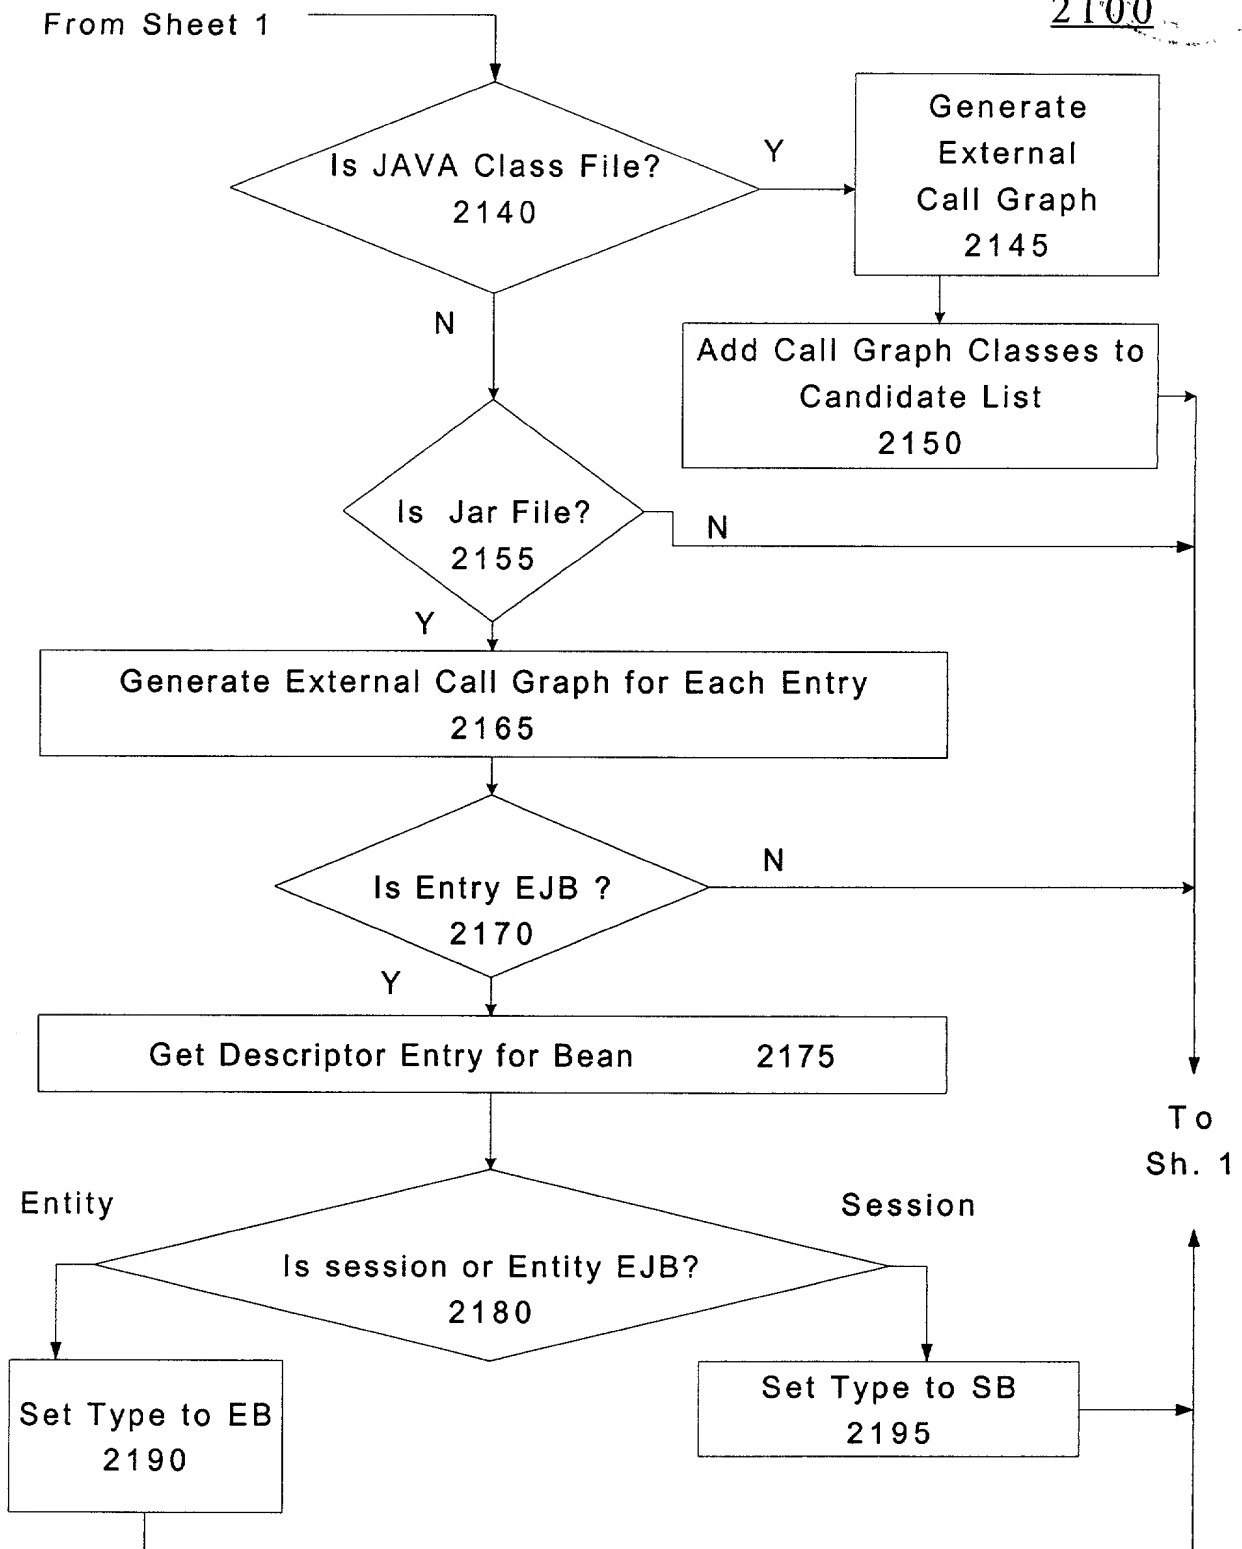 2100
From Sheet 1
Is JAVA Class File?
2140
Y
Generate
External
Call Graph
2145
N
Add Call Graph Classes to
Candidate List
2150
Is Jar File?
2155
N
Y
Generate External Call Graph for Each Entry
2165
Is Entry EJB ?
2170
N
Y
Get Descriptor Entry for Bean 2175
To
Sh. 1
Entity
Session
Is session or Entity EJB?
2180
Set Type to EB
2190
Set Type to SB
2195